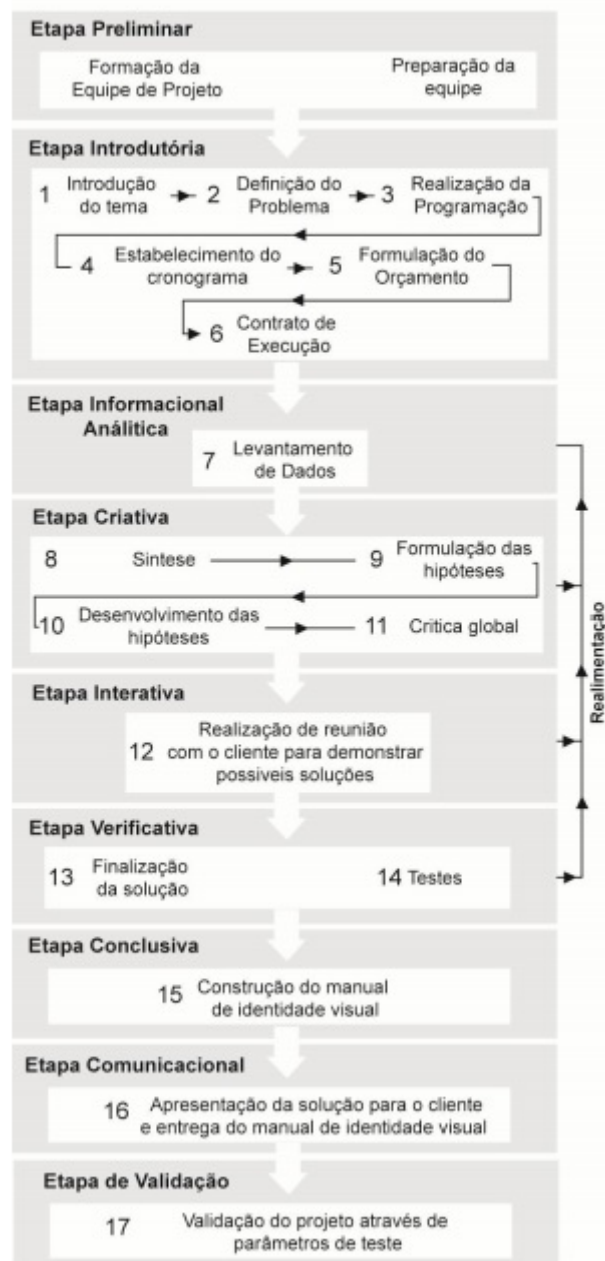 Etapa Preliminar
Formação da
Equipe de Projeto
Preparação da
equipe
Etapa Introdutória
1 Introdução
do tema
2 Definição do
Problema
3 Realização da
Programação
4 Estabelecimento do
cronograma
5 Formulação do
Orçamento
6 Contrato de
Execução
Etapa Informacional
Análitica
7 Levantamento
de Dados
Etapa Criativa
8 Sintese
9 Formulação das
hipóteses
10 Desenvolvimento das
hipóteses
11 Critica global
Etapa Interativa
12 Realização de reunião
com o cliente para demonstrar
possiveis soluções
Etapa Verificativa
13 Finalização
da solução
14 Testes
Realimentação
Etapa Conclusiva
15 Construção do manual
de identidade visual
Etapa Comunicacional
16 Apresentação da solução para o cliente
e entrega do manual de identidade visual
Etapa de Validação
17 Validação do projeto através de
parâmetros de teste